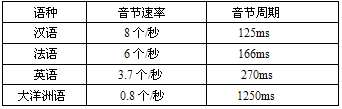 语种 音节速率 音节周期
汉语 8 个/秒 125ms
法语 6 个/秒 166ms
英语 3.7 个/秒 270ms
大洋洲语 0.8 个/秒 1250ms